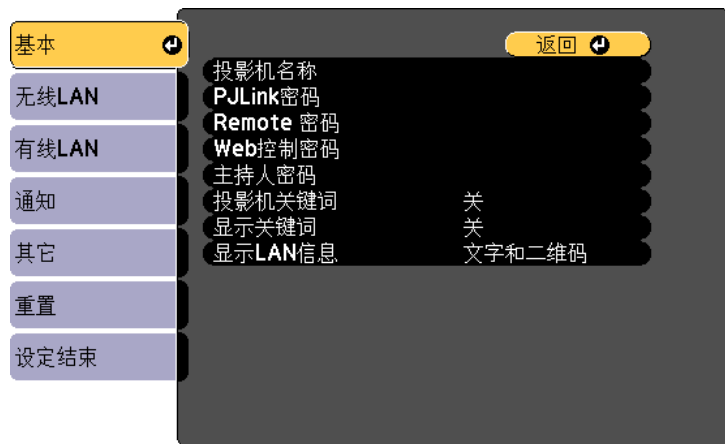 基本
无线LAN
有线LAN
通知
其它
重置
设定结束
返回
投影机名称
PJLink密码
Remote 密码
Web控制密码
主持人密码
投影机关键词 关
显示关键词 关
显示LAN信息 文字和二维码